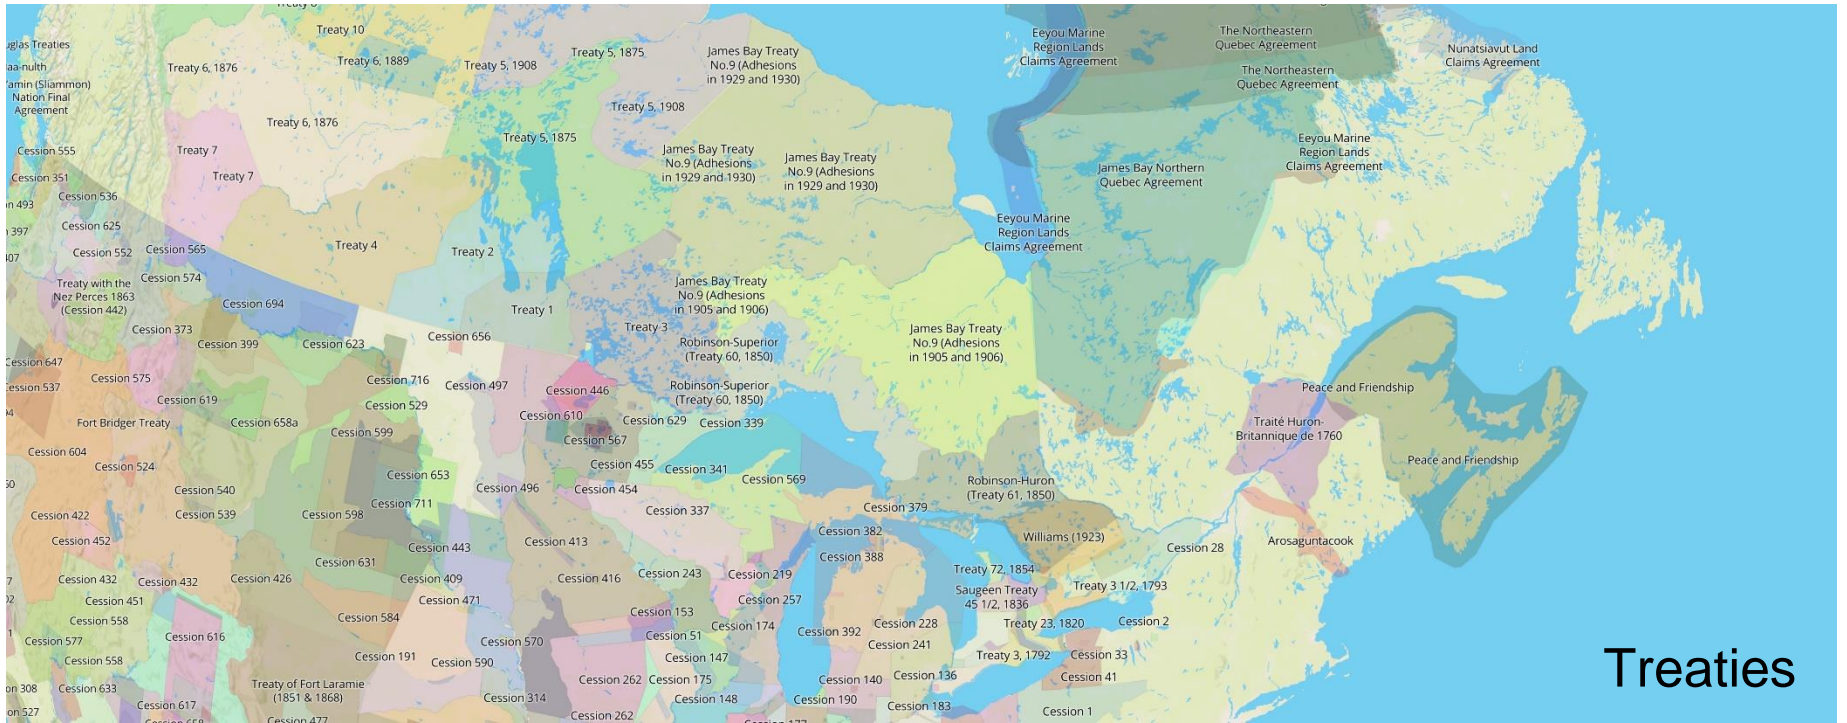 Treaty 10
Treaty 6, 1876
Treaty 6, 1889
Treaty 5, 1908
Treaty 5, 1875
James Bay Treaty
No.9 (Adhesions
in 1929 and 1930)
Eeyou Marine
Region Lands
Claims Agreement
The Northeastern
Quebec Agreement
The Northeastern
Quebec Agreement
Nunatsiavut Land
Claims Agreement
Treaties
(Sliammon)
Nation Final
Agreement
Treaty 6, 1876
Treaty 5, 1908
Treaty 5, 1875
James Bay Treaty
No.9 (Adhesions
in 1929 and 1930)
James Bay Treaty
No.9 (Adhesions
in 1929 and 1930)
James Bay Northern
Quebec Agreement
Eeyou Marine
Region Lands
Claims Agreement
Cession 555
Treaty 7
Treaty 7
Cession 351
Cession 536
493
Cession 625
397
Cession 552
Cession 565
Treaty 4
Treaty 2
Eeyou Marine
Region Lands
Claims Agreement
Cession 574
Treaty with the
Nez Perces 1863
(Cession 442)
Cession 694
Treaty 1
James Bay Treaty
No.9 (Adhesions
in 1905 and 1906)
Treaty 3
Cession 373
Cession 399
Cession 623
Cession 656
Robinson-Superior
(Treaty 60, 1850)
James Bay Treaty
No.9 (Adhesions
in 1905 and 1906)
Cession 647
Cession 537
Cession 575
Cession 716
Cession 497
Cession 446
Robinson-Superior
(Treaty 60, 1850)
Peace and Friendship
Cession 619
Cession 529
Fort Bridger Treaty
Cession 658a
Cession 599
Cession 610
Cession 629
Cession 339
Cession 567
Traité Huron-
Britannique de 1760
Cession 604
Cession 524
Cession 653
Cession 455
Cession 341
Cession 569
Peace and Friendship
Cession 540
Cession 711
Cession 496
Cession 454
Robinson-Huron
(Treaty 61, 1850)
Cession 422
Cession 539
Cession 598
Cession 337
Cession 379
Cession 452
Cession 443
Cession 413
Cession 382
Cession 388
Williams (1923)
Cession 28
Arosaguntacook
Cession 631
Cession 432
Cession 432
Cession 426
Cession 409
Cession 416
Cession 243
Cession 219
Treaty 72, 1854
Saugeen Treaty
45 1/2, 1836
Treaty 3 1/2, 1793
Cession 451
Cession 471
Cession 257
Cession 558
Cession 584
Cession 153
Cession 174
Cession 392
Cession 228
Treaty 23, 1820
Cession 2
Cession 577
Cession 616
Cession 570
Cession 51
Cession 241
Cession 558
Cession 191
Cession 590
Cession 147
Treaty 3, 1792
Cession 33
Cession 633
Treaty of Fort Laramie
(1851 & 1868)
Cession 262
Cession 175
Cession 140
Cession 136
Cession 41
Cession 617
Cession 314
Cession 148
Cession 190
Cession 183
Cession 262
Cession 1
Cession 477